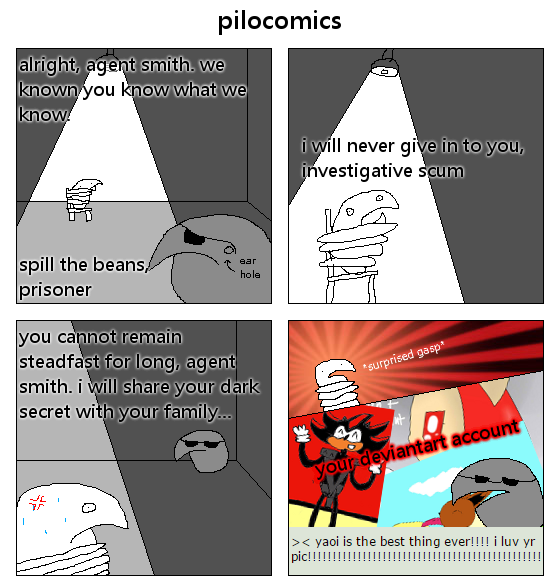 pilocomics
alright, agent smith. we
known you know what we
know.
spill the beans,
prisoner
ear
hole
i will never give in to you,
investigative scum
you cannot remain
steadfast for long, agent
smith. i will share your dark
secret with your family...
*surprised gasp*
your deviantart account
>< yaoi is the best thing ever!!!! i luv yr
pic!!!!!!!!!!!!!!!!!!!!!!!!!!!!!!!!!!!!!!!!!!!!!!!